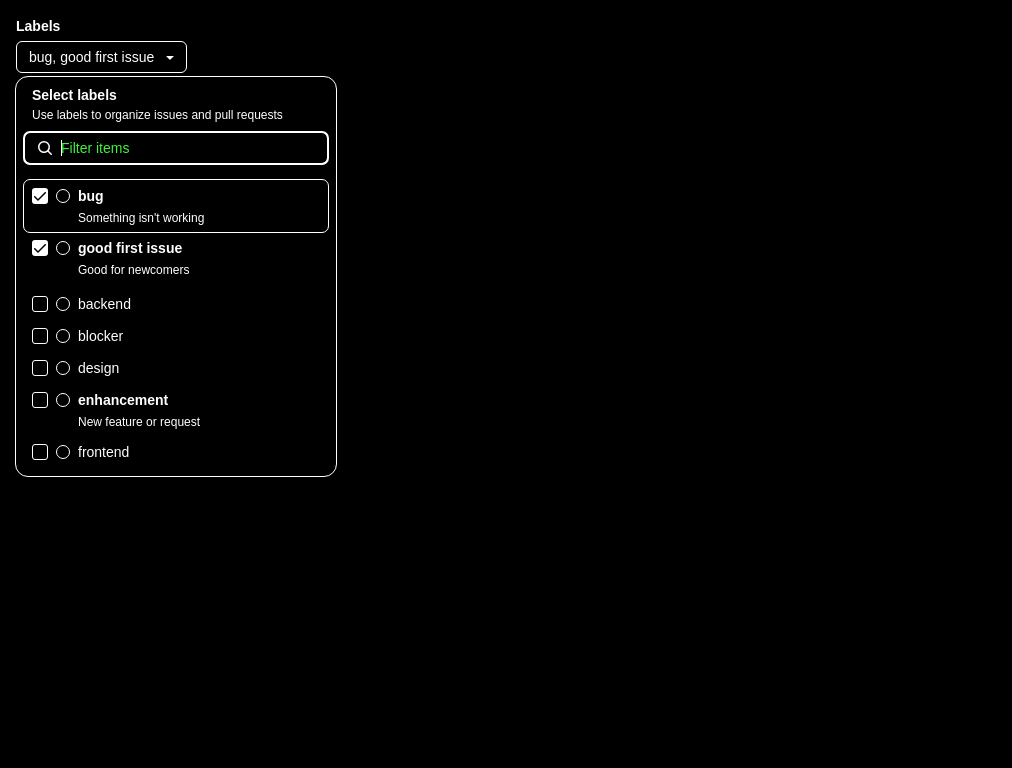 Labels
bug, good first issue
Select labels
Use labels to organize issues and pull requests
Filter items
bug
Something isn't working
good first issue
Good for newcomers
backend
blocker
design
enhancement
New feature or request
frontend